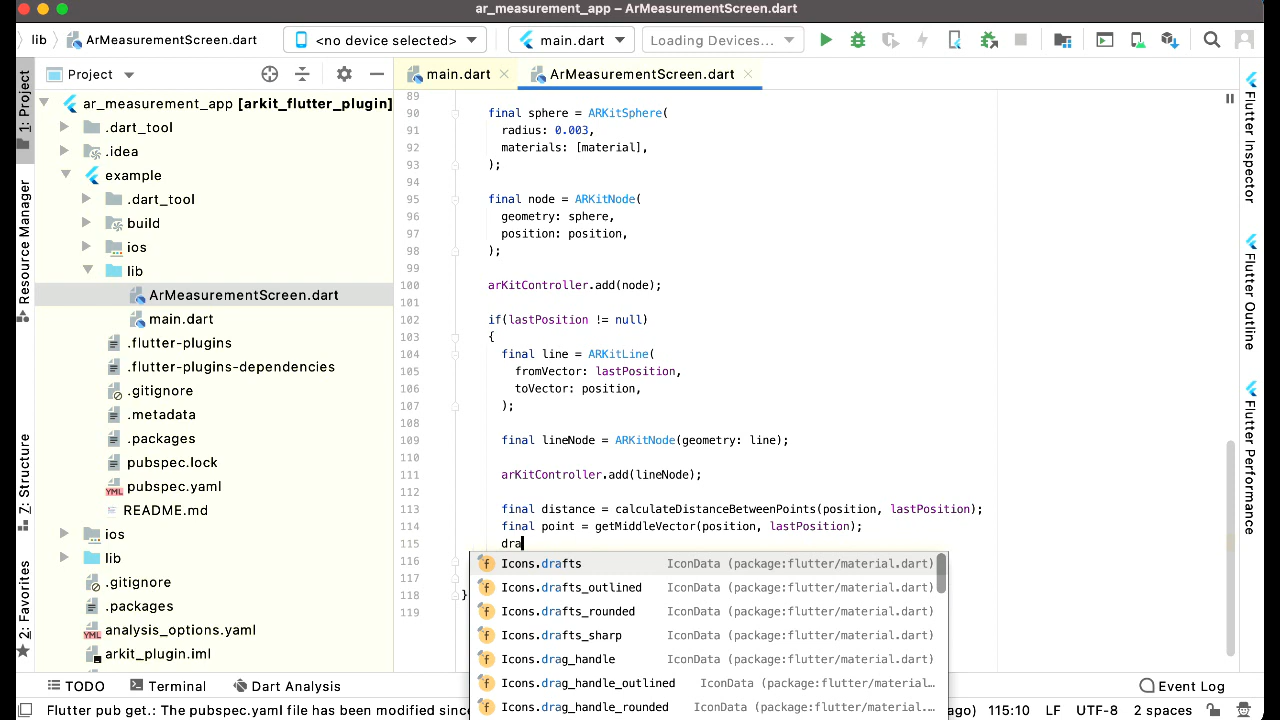 ar_measurement_app – ArMeasurementScreen.dart
lib
ArMeasurementScreen.dart
<no device selected>
main.dart
Loading Devices...
Project
main.dart
ArMeasurementScreen.dart
ar_measurement_app [arkit_flutter_plugin]
.dart_tool
.idea
example
.dart_tool
build
ios
lib
ArMeasurementScreen.dart
main.dart
.flutter-plugins
.flutter-plugins-dependencies
.gitignore
.metadata
.packages
pubspec.lock
pubspec.yaml
README.md
ios
lib
.gitignore
.packages
analysis_options.yaml
arkit_plugin.iml
1: Project
Resource Manager
Z: Structure
2: Favorites
89
90 final sphere = ARKitSphere(
91 radius: 0.003,
92 materials: [material],
93 );
94
95 final node = ARKitNode(
96 geometry: sphere,
97 position: position,
98 );
99
100 arKitController.add(node);
101
102 if(lastPosition != null)
103 {
104 final line = ARKitLine(
105 fromVector: lastPosition,
106 toVector: position,
107 );
108
109 final lineNode = ARKitNode(geometry: line);
110
111 arKitController.add(lineNode);
112
113 final distance = calculateDistanceBetweenPoints(position, lastPosition);
114 final point = getMiddleVector(position, lastPosition);
115 dra
116
117
118 }
119
Icons.drafts IconData (package:flutter/material.dart)
Icons.drafts_outlined IconData (package:flutter/material.dart)
Icons.drafts_rounded IconData (package:flutter/material.dart)
Icons.drafts_sharp IconData (package:flutter/material.dart)
Icons.drag_handle IconData (package:flutter/material.dart)
Icons.drag_handle_outlined IconData (package:flutter/material…
Icons.drag_handle_rounded IconData (package:flutter/material.…
Flutter Inspector
Flutter Outline
Flutter Performance
TODO
Terminal
Dart Analysis
Event Log
Flutter pub get.: The pubspec.yaml file has been modified since
ago)
115:10
LF
UTF-8
2 spaces